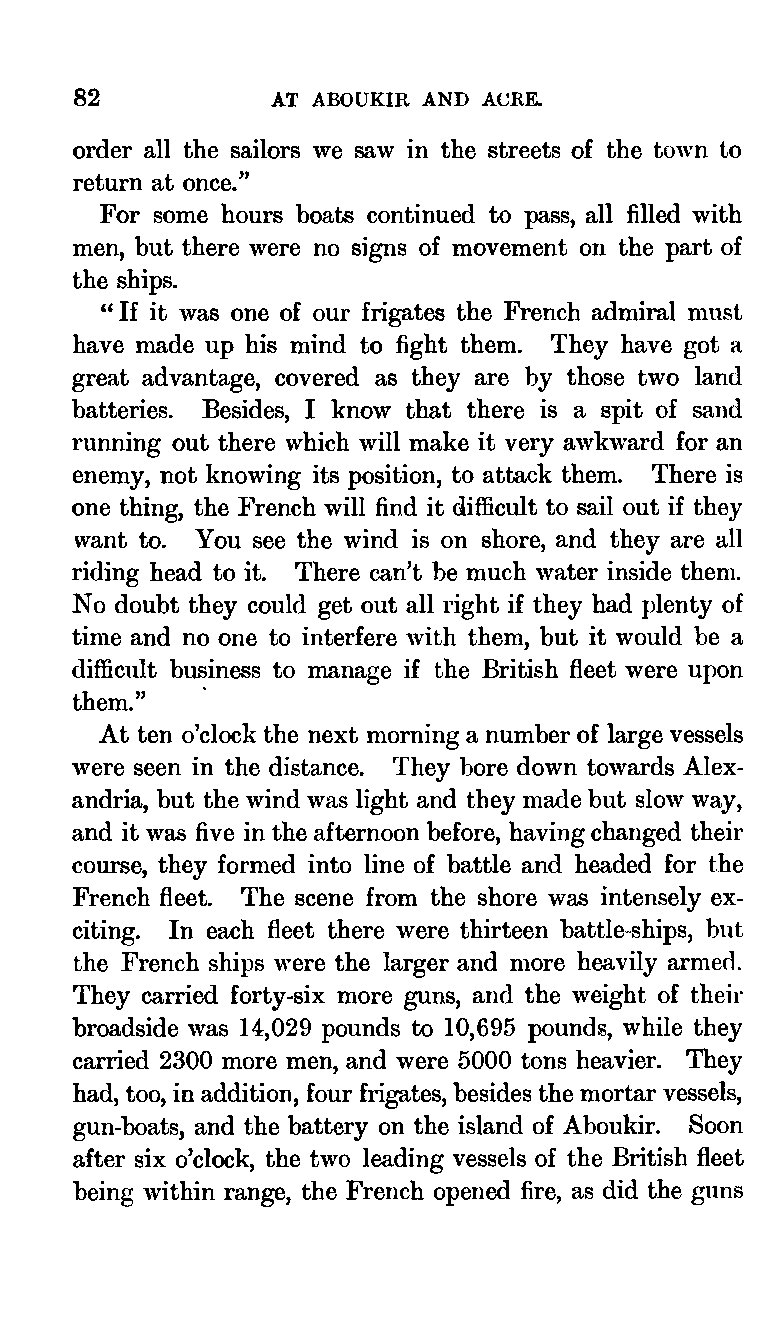 82 AT ABOUKIR AND ACRE.
order all the sailors we saw in the streets of the town to
return at once.”
For some hours boats continued to pass, all filled with
men, but there were no signs of movement on the part of
the ships.
“If it was one of our frigates the French admiral must
have made up his mind to fight them. They have got a
great advantage, covered as they are by those two land
batteries. Besides, I know that there is a spit of sand
running out there which will make it very awkward for an
enemy, not knowing its position, to attack them. There is
one thing, the French will find it difficult to sail out if they
want to. You see the wind is on shore, and they are all
riding head to it. There can’t be much water inside them.
No doubt they could get out all right if they had plenty of
time and no one to interfere with them, but it would be a
difficult business to manage if the British fleet were upon
them.”
At ten o’clock the next morning a number of large vessels
were seen in the distance. They bore down towards Alex-
andria, but the wind was light and they made but slow way,
and it was five in the afternoon before, having changed their
course, they formed into line of battle and headed for the
French fleet. The scene from the shore was intensely ex-
citing. In each fleet there were thirteen battle-ships, but
the French ships were the larger and more heavily armed.
They carried forty-six more guns, and the weight of their
broadside was 14,029 pounds to 10,695 pounds, while they
carried 2300 more men, and were 5000 tons heavier. They
had, too, in addition, four frigates, besides the mortar vessels,
gun-boats, and the battery on the island of Aboukir. Soon
after six o’clock, the two leading vessels of the British fleet
being within range, the French opened fire, as did the guns